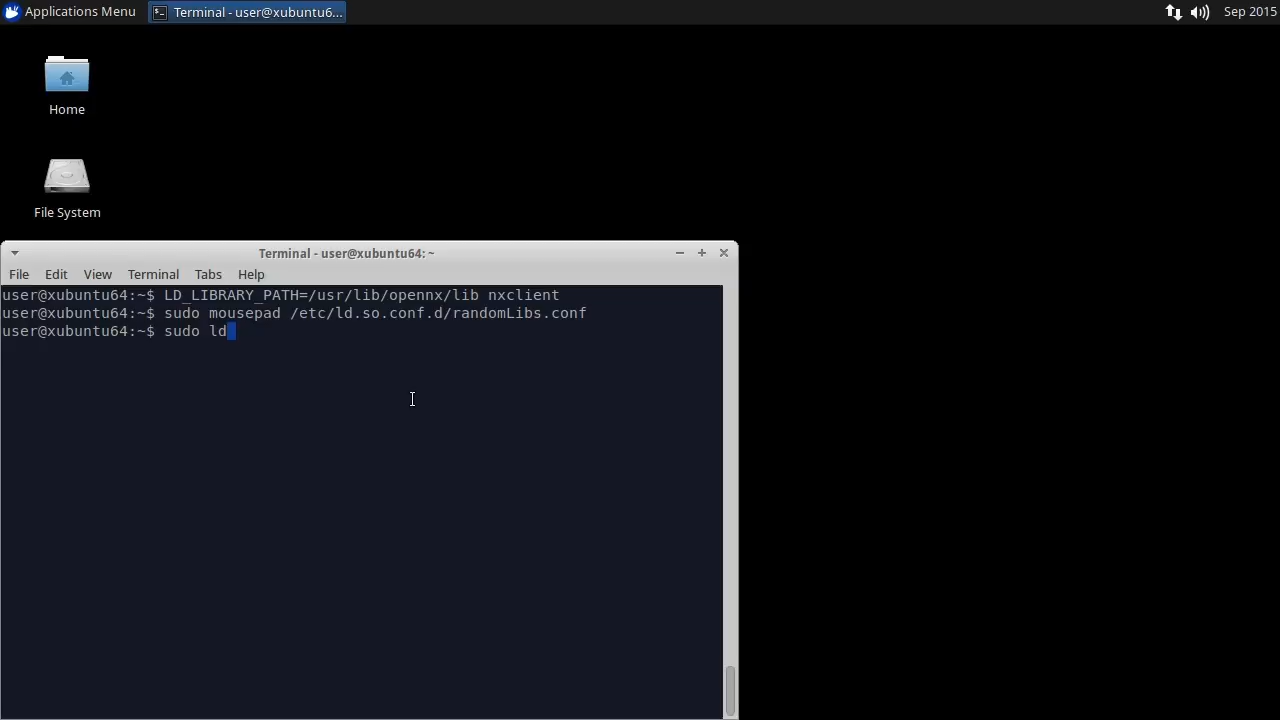 Applications Menu
Terminal - user@xubuntu6...
Sep 2015
Home
File System
Terminal - user@xubuntu64: ~
File Edit View Terminal Tabs Help
user@xubuntu64:~$ LD_LIBRARY_PATH=/usr/lib/opennx/lib nxclient
user@xubuntu64:~$ sudo mousepad /etc/ld.so.conf.d/randomLibs.conf
user@xubuntu64:~$ sudo ld